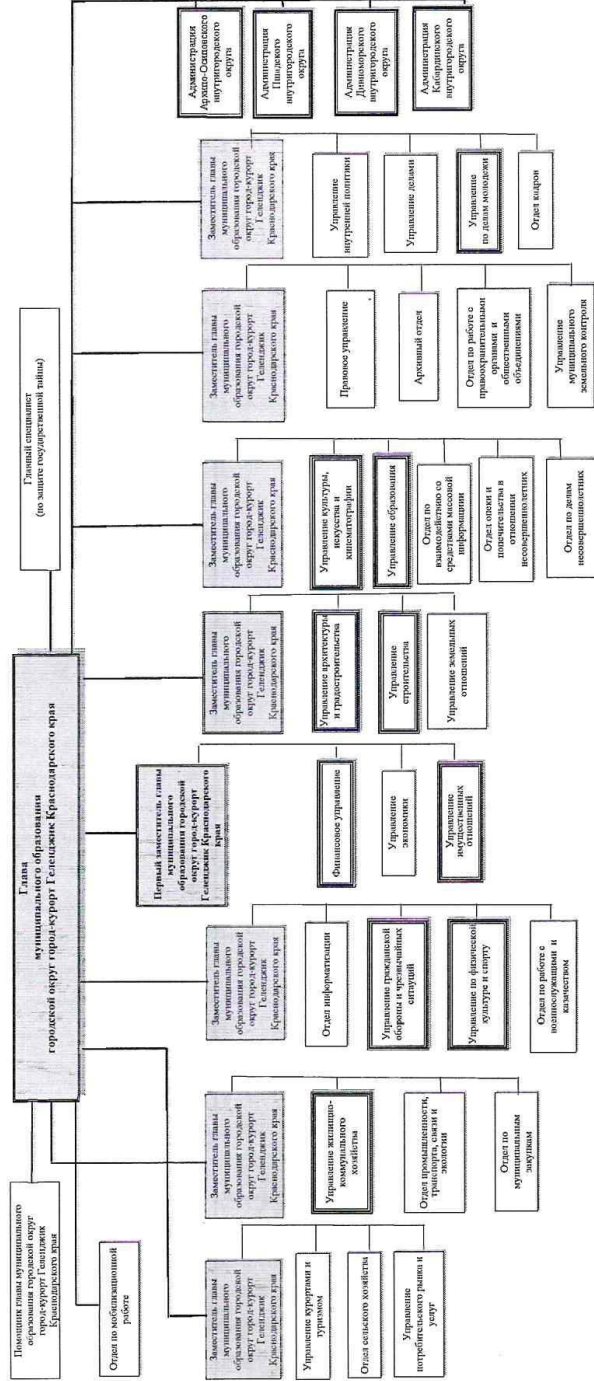 Глава
муниципального образования
городской округ город-курорт Геленджик Краснодарского края
Помощник главы муниципального
образования городской округ
город-курорт Геленджик
Краснодарского края
Главный специалист
(по защите государственной тайны)
Отдел по мобилизационной
работе
Заместитель главы
муниципального
образования городской
округ город-курорт
Геленджик
Краснодарского края
Управление курортами и
туризмом
Отдел сельского хозяйства
Управление
потребительского рынка и
услуг
Заместитель главы
муниципального
образования городской
округ город-курорт
Геленджик
Краснодарского края
Управление жилищно-
коммунального
хозяйства
Отдел промышленности,
транспорта, связи и
экологии
Отдел по
муниципальным
закупкам
Заместитель главы
муниципального
образования городской
округ город-курорт
Геленджик
Краснодарского края
Отдел информатизации
Управление гражданской
обороны и чрезвычайных
ситуаций
Управление по физической
культуре и спорту
Отдел по работе с
военнослужащими и
казачеством
Первый заместитель главы
муниципального
образования городской
округ город-курорт
Геленджик Краснодарского
края
Финансовое управление
Управление
экономики
Управление
имущественных
отношений
Заместитель главы
муниципального
образования городской
округ город-курорт
Геленджик
Краснодарского края
Управление архитектуры
и градостроительства
Управление
строительства
Управление земельных
отношений
Заместитель главы
муниципального
образования городской
округ город-курорт
Геленджик
Краснодарского края
Управление культуры,
искусства и
кинематографии
Управление образования
Отдел по
взаимодействию со
средствами массовой
информации
Отдел опеки и
попечительства в
отношении
несовершеннолетних
Отдел по делам
несовершеннолетних
Заместитель главы
муниципального
образования городской
округ город-курорт
Геленджик
Краснодарского края
Правовое управление
Архивный отдел
Отдел по работе с
правоохранительными
органами и
общественными
объединениями
Управление
муниципального
земельного контроля
Заместитель главы
муниципального
образования городской
округ город-курорт
Геленджик
Краснодарского края
Управление
внутренней политики
Управление делами
Управление
по делам молодежи
Отдел кадров
Администрация
Архипо-Осиповского
внутригородского
округа
Администрация
Пшадского
внутригородского
округа
Администрация
Дивноморского
внутригородского
округа
Администрация
Кабардинского
внутригородского
округа